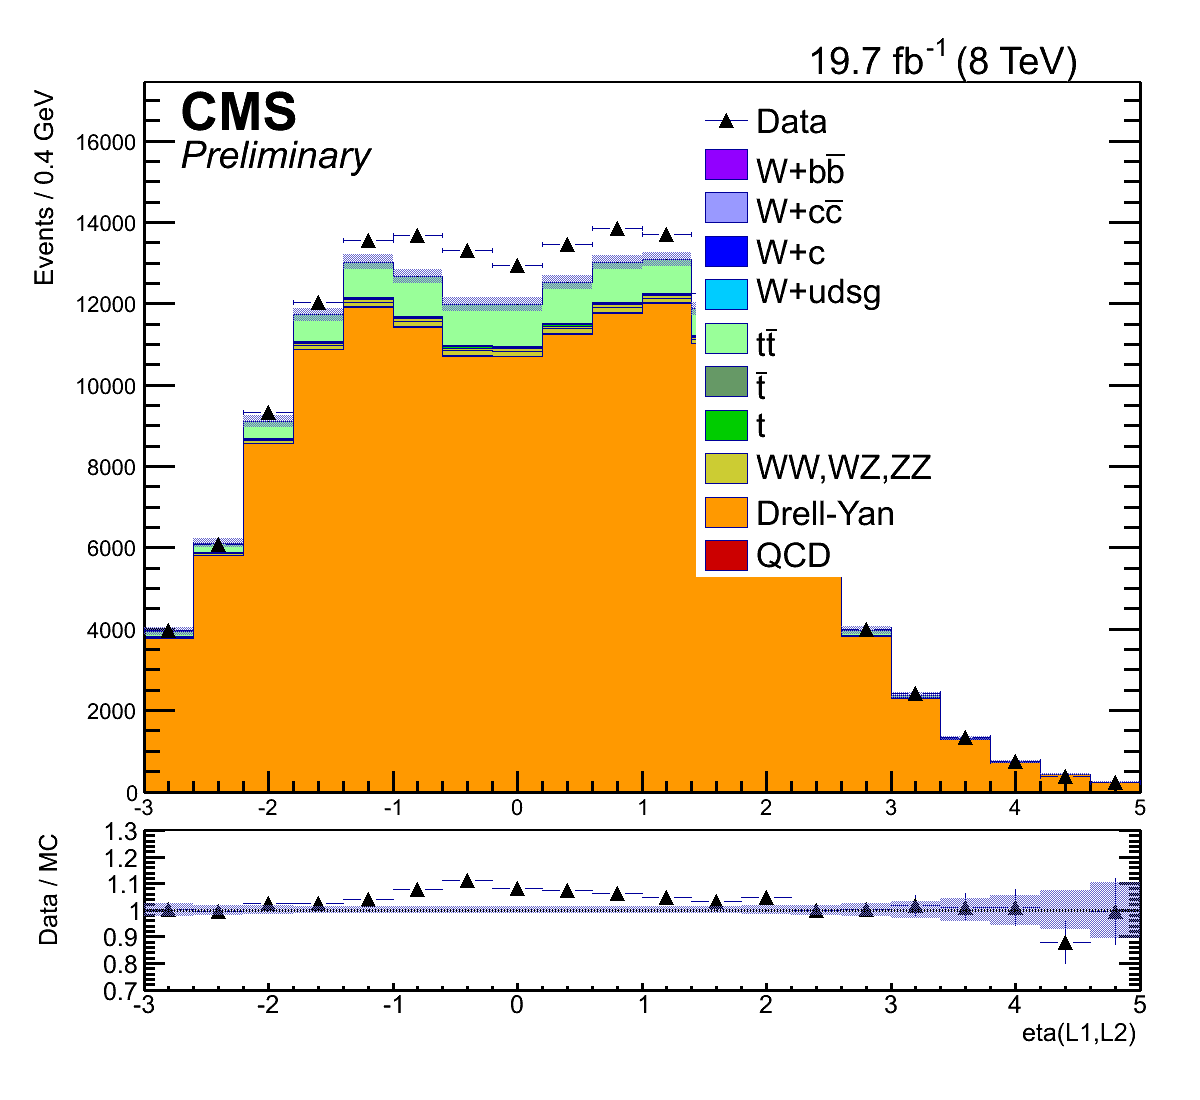 19.7 fb-1 (8 TeV)
CMS
Preliminary
Events / 0.4 GeV
16000
14000
12000
10000
8000
6000
4000
2000
0
Data
W+bb̅
W+cc̅
W+c
W+udsg
tt̅
t̅
t
WW,WZ,ZZ
Drell-Yan
QCD
-3 -2 -1 0 1 2 3 4 5
Data / MC
1.3
1.2
1.1
1
0.9
0.8
0.7
-3 -2 -1 0 1 2 3 4 5
eta(L1,L2)